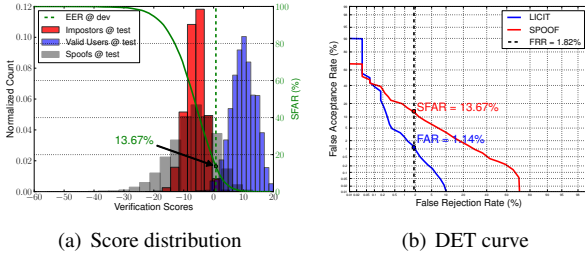 EER @ dev
Impostors @ test
Valid Users @ test
Spoofs @ test
Normalized Count
0.12
0.10
0.08
0.06
0.04
0.02
0.00
−60 −50 −40 −30 −20 −10 0 10 20
Verification Scores
100
80
60
40
20
0
SFAR (%)
13.67%
(a) Score distribution
LICIT
SPOOF
FRR = 1.82%
False Acceptance Rate (%)
SFAR = 13.67%
FAR = 1.14%
False Rejection Rate (%)
(b) DET curve